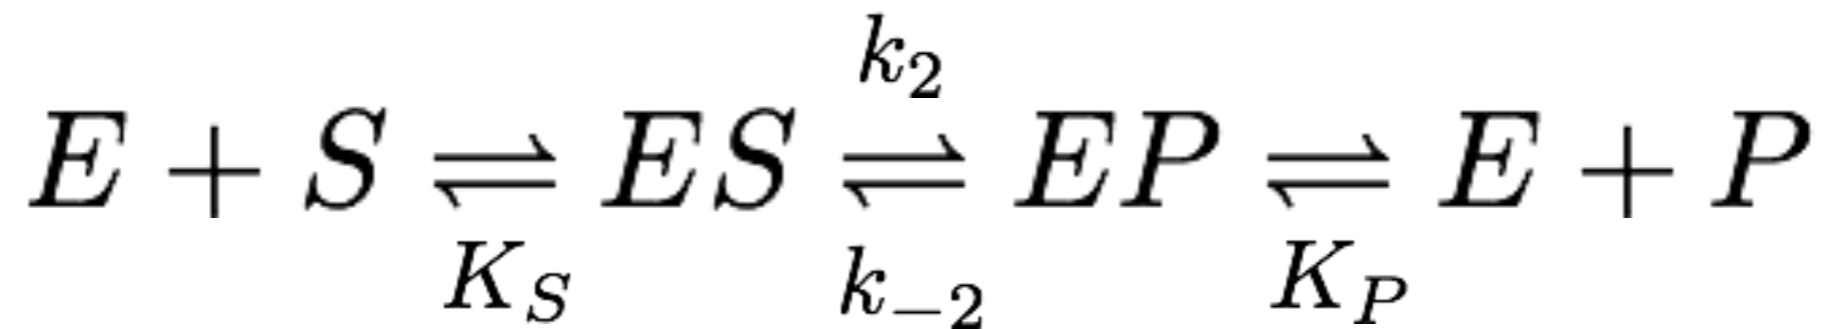 k₂
E + S ⇌ ES ⇌ EP ⇌ E + P
K_S k₋₂ K_P